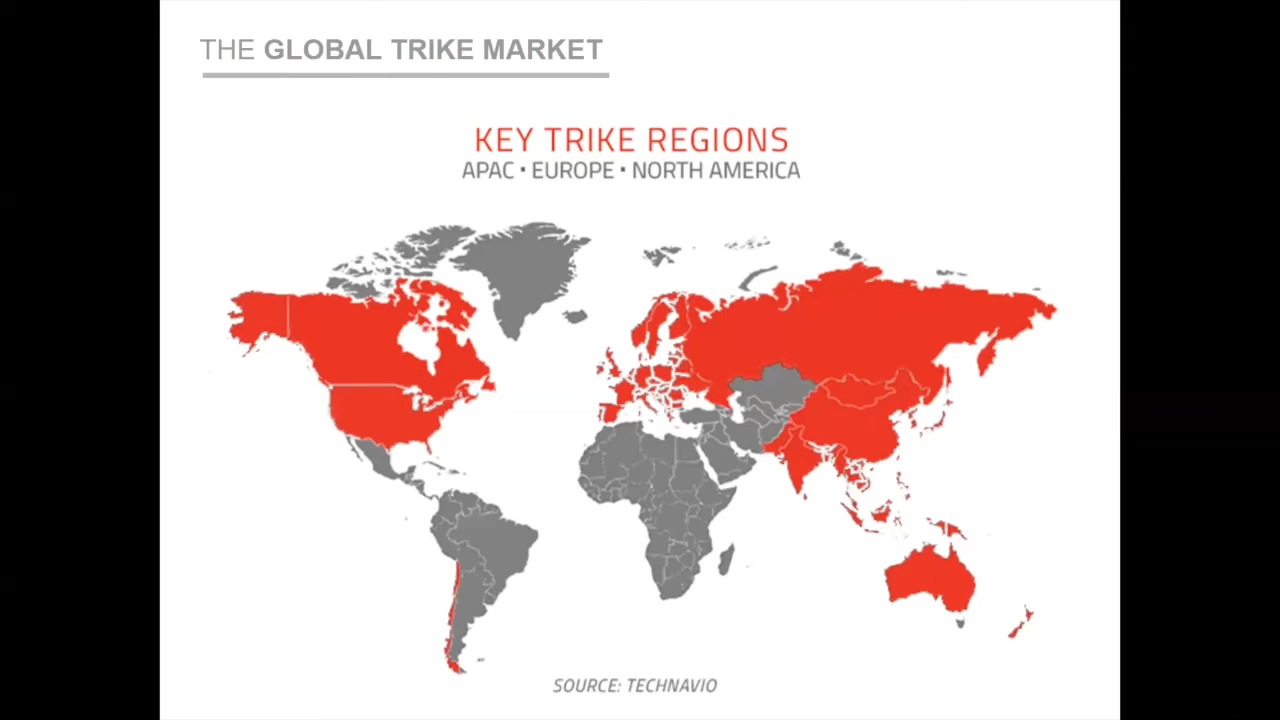 THE GLOBAL TRIKE MARKET
KEY TRIKE REGIONS
APAC • EUROPE • NORTH AMERICA
SOURCE: TECHNAVIO